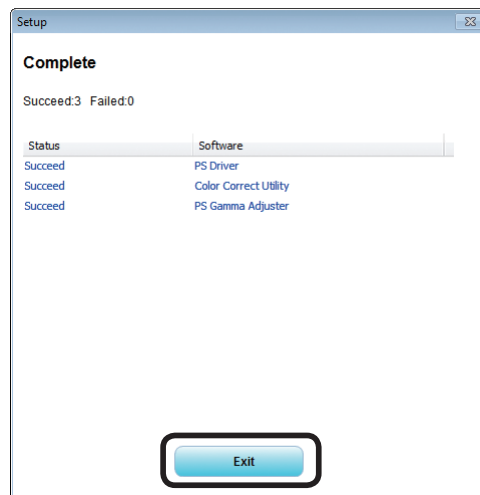 Setup
Complete
Succeed:3 Failed:0
Status Software
Succeed PS Driver
Succeed Color Correct Utility
Succeed PS Gamma Adjuster
Exit